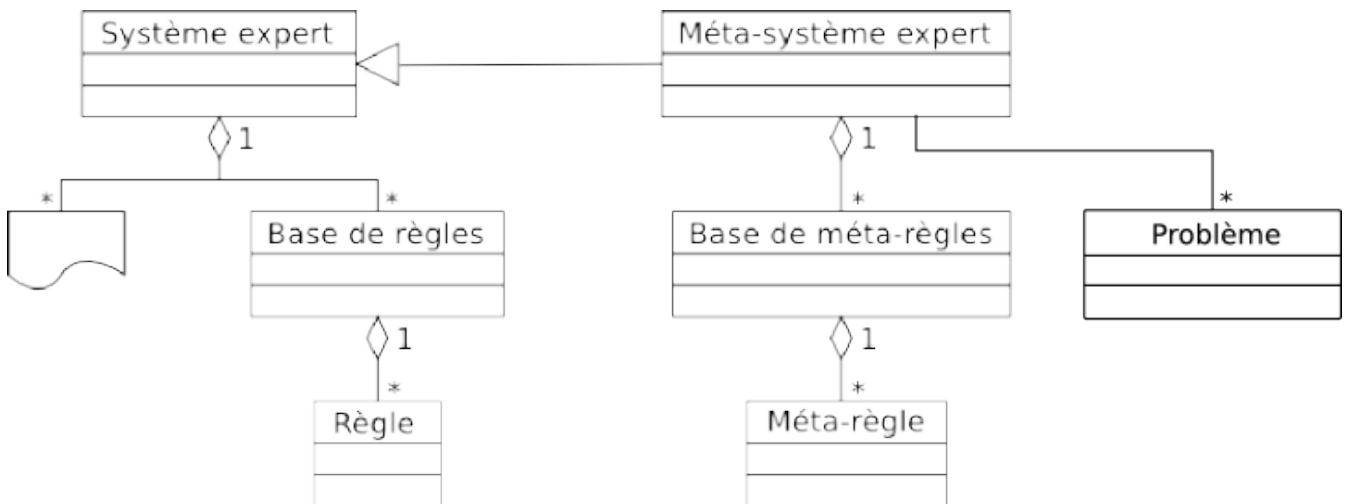 Système expert
Méta-système expert
1
1
*
*
*
*
Base de règles
Base de méta-règles
Problème
1
1
*
*
Règle
Méta-règle